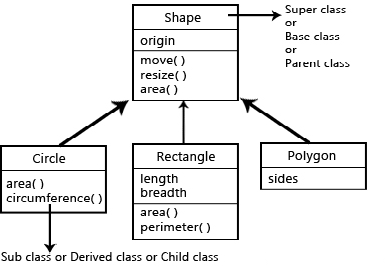 Shape
origin
move( )
resize( )
area( )
Super class
or
Base class
or
Parent class
Circle
area( )
circumference( )
Rectangle
length
breadth
area( )
perimeter( )
Polygon
sides
Sub class or Derived class or Child class